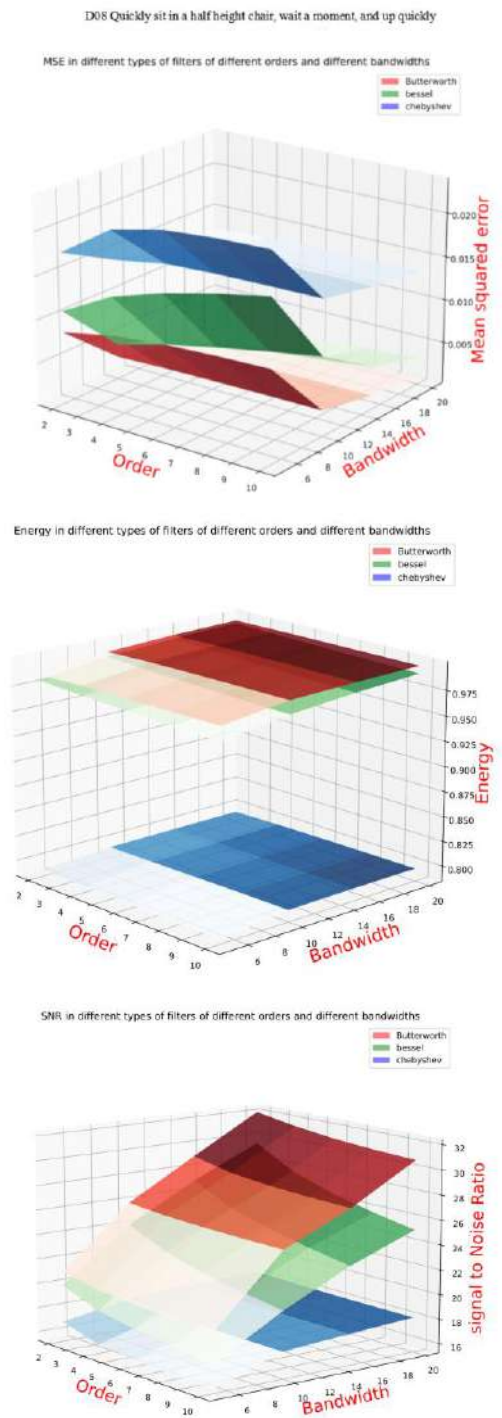 D08 Quickly sit in a half height chair, wait a moment, and up quickly
MSE in different types of filters of different orders and different bandwidths
Butterworth
bessel
chebyshev
0.020
0.015
0.010
0.005
Mean squared error
2 3 4 5 6 7 8 9 10
Order
6 8 10 12 14 16 18 20
Bandwidth
Energy in different types of filters of different orders and different bandwidths
Butterworth
bessel
chebyshev
0.975
0.950
0.925
0.900
0.875
0.850
0.825
0.800
Energy
2 3 4 5 6 7 8 9 10
Order
6 8 10 12 14 16 18 20
Bandwidth
SNR in different types of filters of different orders and different bandwidths
Butterworth
bessel
chebyshev
32
30
28
26
24
22
20
18
16
signal to Noise Ratio
2 3 4 5 6 7 8 9 10
Order
6 8 10 12 14 16 18 20
Bandwidth